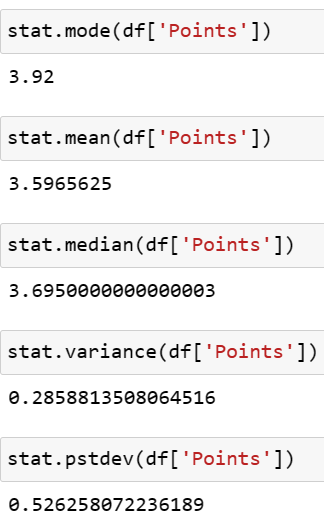 stat.mode(df['Points'])
3.92
stat.mean(df['Points'])
3.5965625
stat.median(df['Points'])
3.6950000000000003
stat.variance(df['Points'])
0.2858813508064516
stat.pstdev(df['Points'])
0.526258072236189